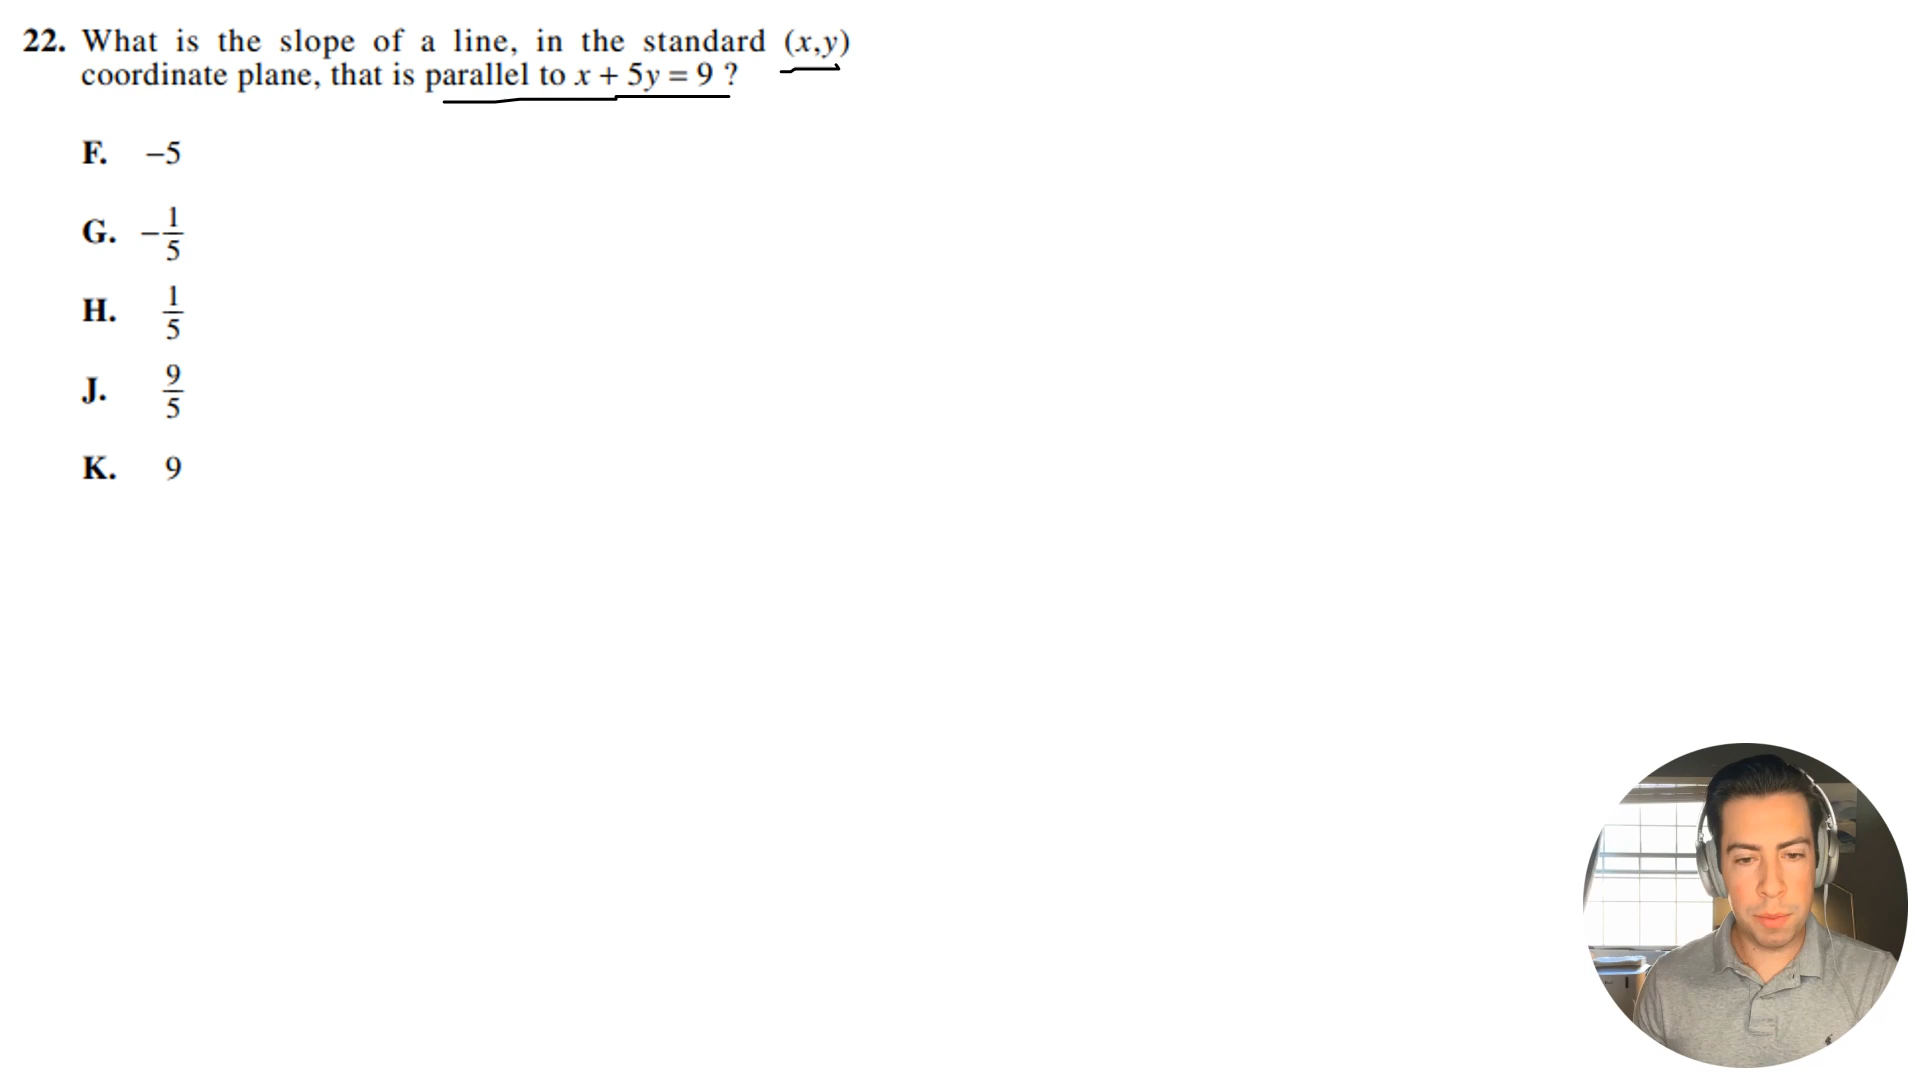 22. What is the slope of a line, in the standard (x,y)
coordinate plane, that is parallel to x + 5y = 9 ?
F. −5
G. −1/5
H. 1/5
J. 9/5
K. 9